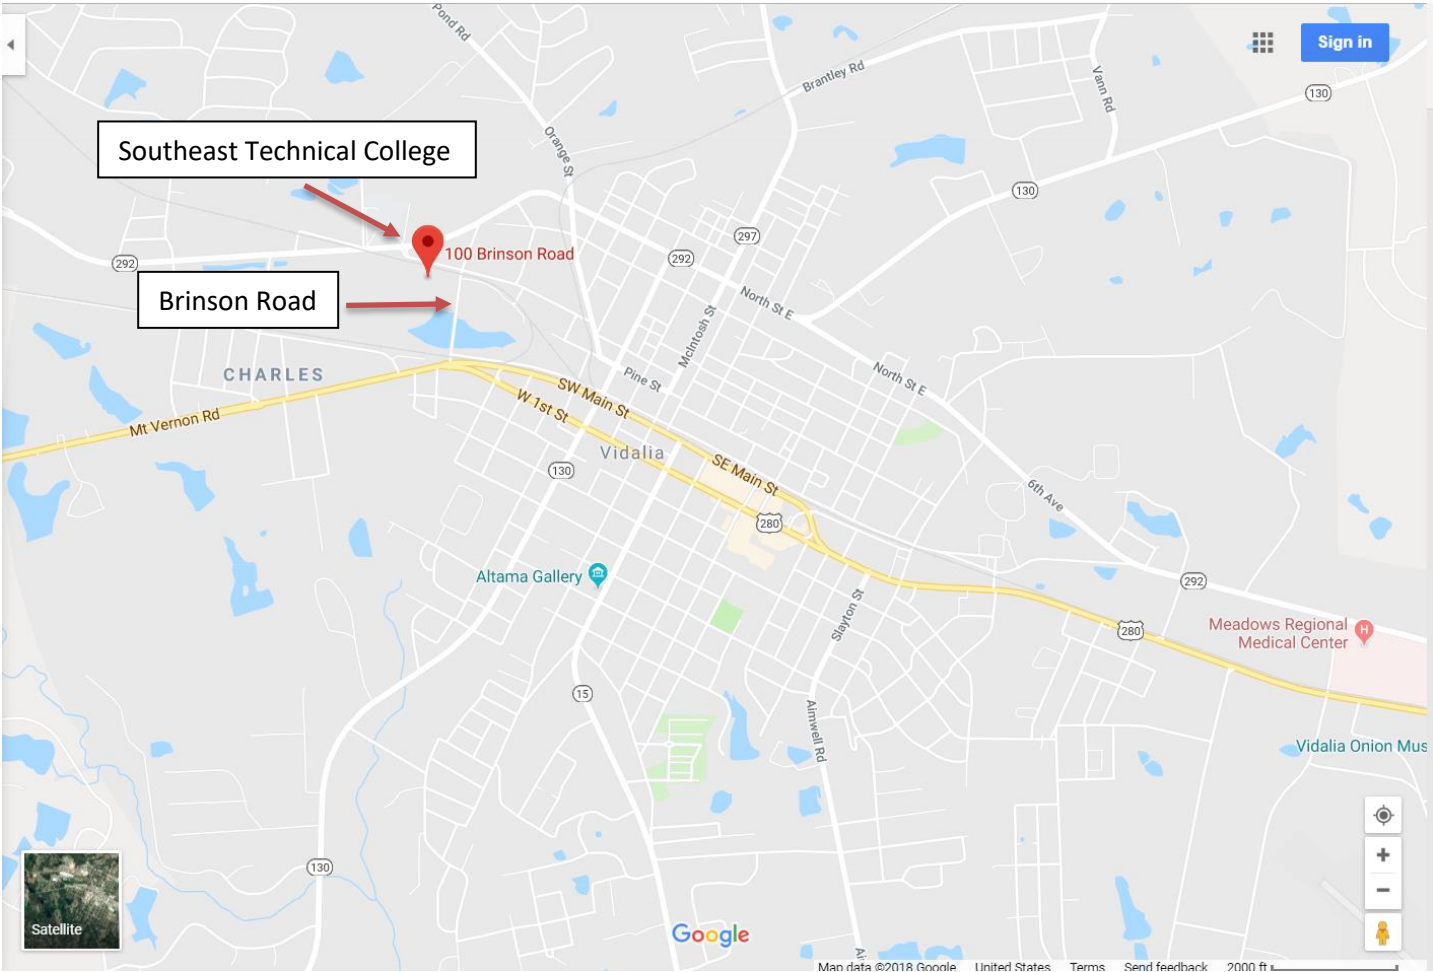 Pond Rd
Sign in
Brantley Rd
Vann Rd
130
Southeast Technical College
Orange St
130
297
292
100 Brinson Road
292
Brinson Road
North St E
McIntosh St
CHARLES
Pine St
North St E
SW Main St
W 1st St
Mt Vernon Rd
Vidalia
130
SE Main St
6th Ave
280
Altama Gallery
292
Slayton St
Meadows Regional
Medical Center
H
280
15
Aimwell Rd
Vidalia Onion Mus
130
Satellite
Google
Ai
Map data ©2018 Google United States Terms Send feedback 2000 ft